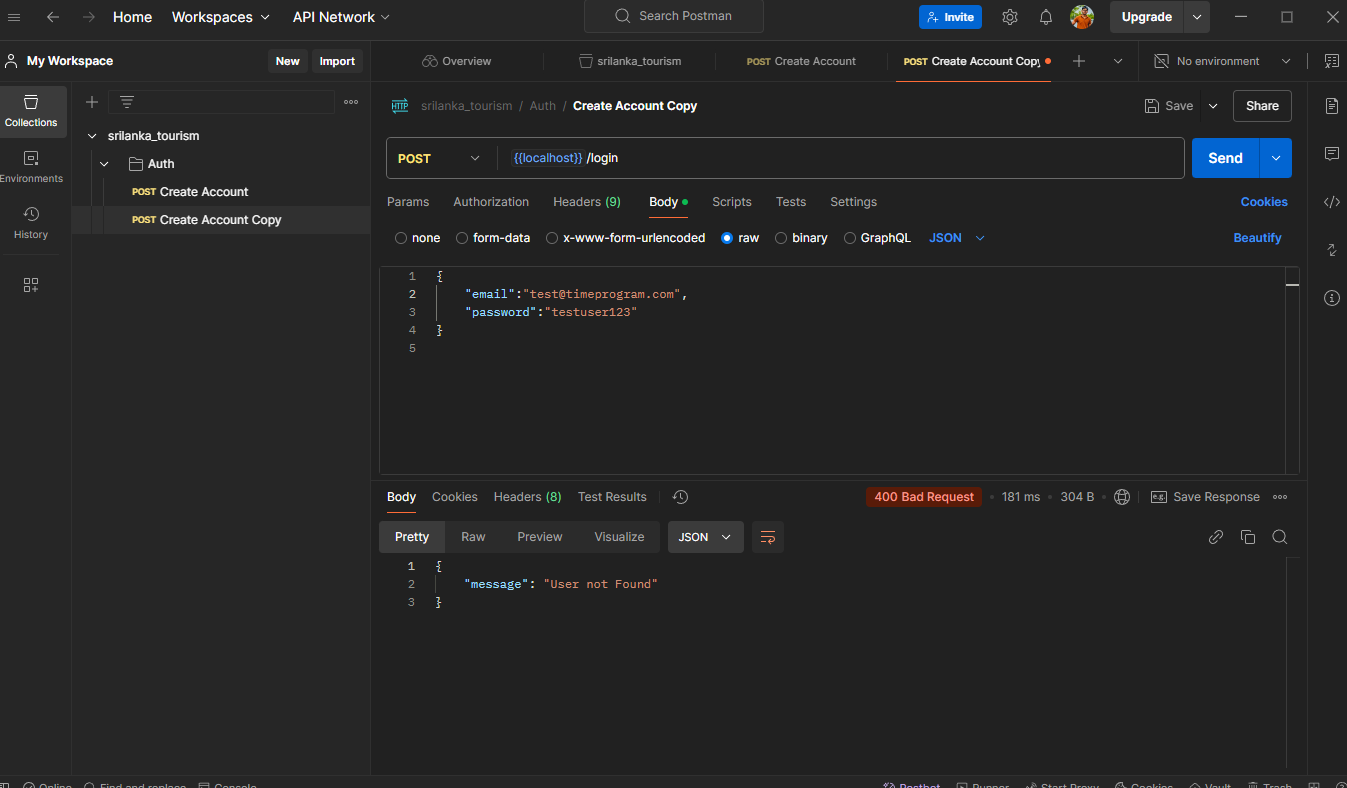 Home Workspaces API Network Search Postman Invite Upgrade
My Workspace New Import Overview srilanka_tourism POST Create Account POST Create Account Copy No environment
Collections
Environments
History
srilanka_tourism
Auth
POST Create Account
POST Create Account Copy
HTTP srilanka_tourism / Auth / Create Account Copy Save Share
POST {{localhost}} /login Send
Params Authorization Headers (9) Body Scripts Tests Settings Cookies
none form-data x-www-form-urlencoded raw binary GraphQL JSON Beautify
1 {
2 "email":"test@timeprogram.com",
3 "password":"testuser123"
4 }
5
Body Cookies Headers (8) Test Results 400 Bad Request 181 ms 304 B e.g. Save Response
Pretty Raw Preview Visualize JSON
1 {
2 "message": "User not Found"
3 }
Online Find and replace Console Postbot Runner Start Proxy Cookies Vault Trash